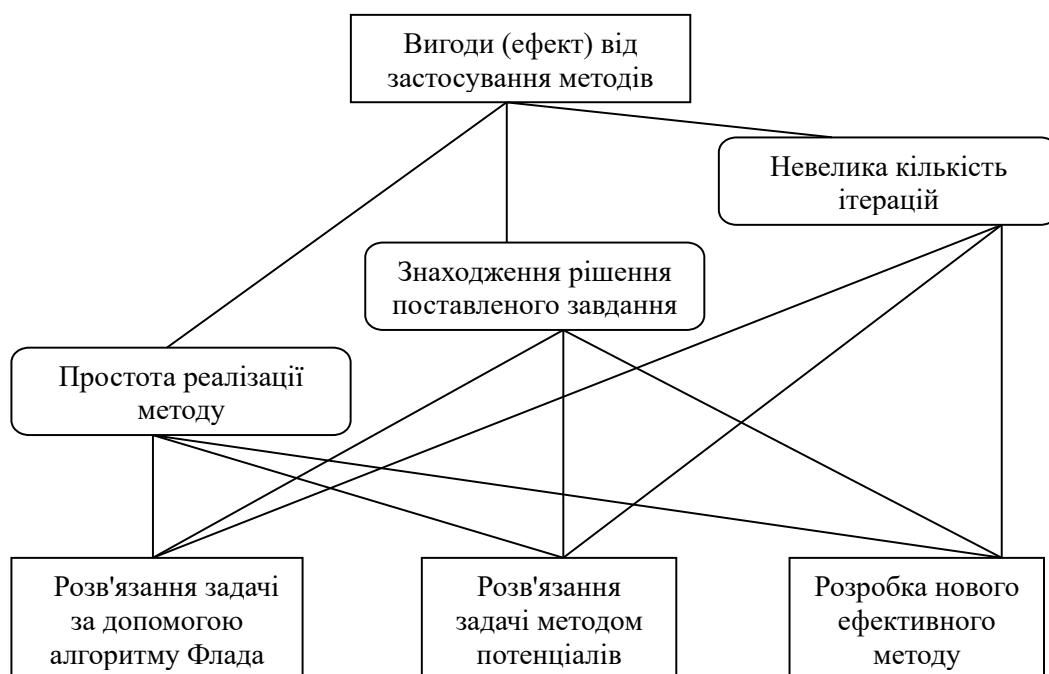 Вигоди (ефект) від
застосування методів
Невелика кількість
ітерацій
Знаходження рішення
поставленого завдання
Простота реалізації
методу
Розв'язання задачі
за допомогою
алгоритму Флада
Розв'язання
задачі методом
потенціалів
Розробка нового
ефективного
методу